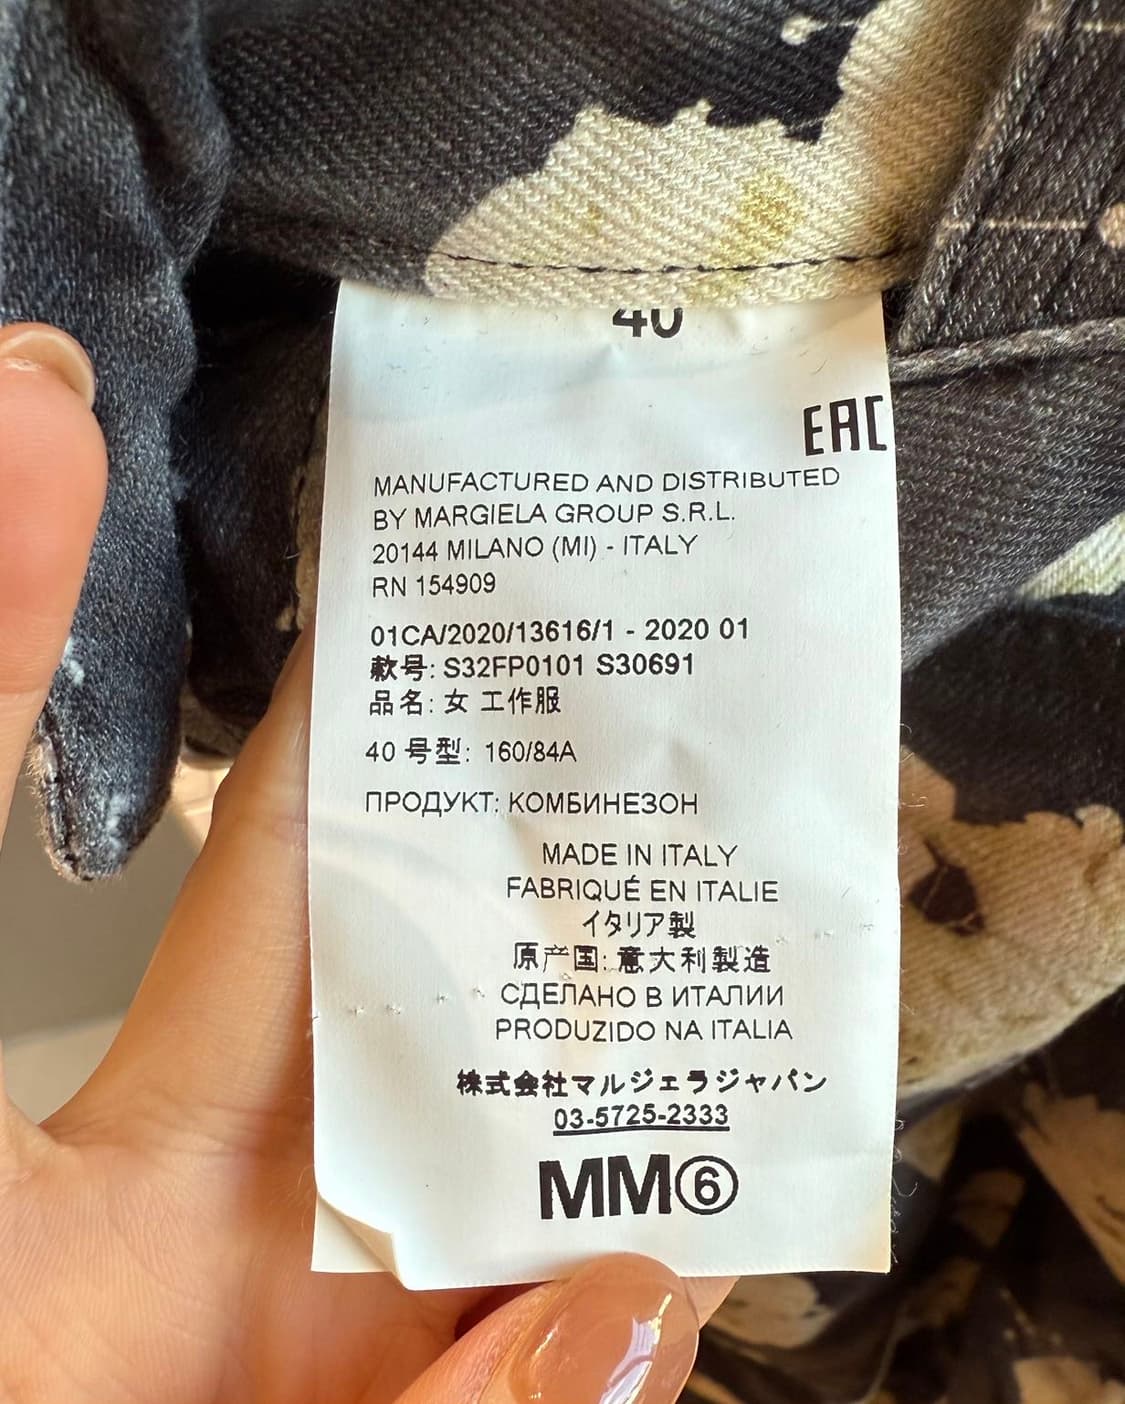 40
EAC
MANUFACTURED AND DISTRIBUTED
BY MARGIELA GROUP S.R.L.
20144 MILANO (MI) - ITALY
RN 154909
01CA/2020/13616/1 - 2020 01
款号: S32FP0101 S30691
品名: 女 工作服
40 号型: 160/84A
ПРОДУКТ: КОМБИНЕЗОН
MADE IN ITALY
FABRIQUÉ EN ITALIE
イタリア製
原产国: 意大利製造
СДЕЛАНО В ИТАЛИИ
PRODUZIDO NA ITALIA
株式会社マルジェラジャパン
03-5725-2333
MM⑥